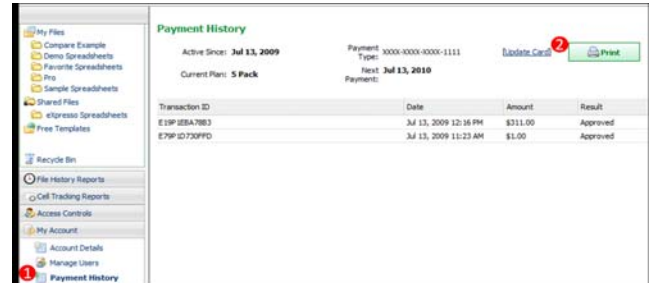 My Files
Compare Example
Demo Spreadsheets
Favorite Spreadsheets
Pro
Sample Spreadsheets
Shared Files
eXpresso Spreadsheets
Free Templates
Recycle Bin
File History Reports
Cell Tracking Reports
Access Controls
My Account
Account Details
Manage Users
1 Payment History
Payment History
Active Since: Jul 13, 2009
Payment Type: XXXX-XXXX-XXXX-1111
[Update Card]
2
Print
Current Plan: 5 Pack
Next Payment: Jul 13, 2010
Transaction ID Date Amount Result
E19P1EBA78B3 Jul 13, 2009 12:16 PM $311.00 Approved
E79P1D730FFD Jul 13, 2009 11:23 AM $1.00 Approved